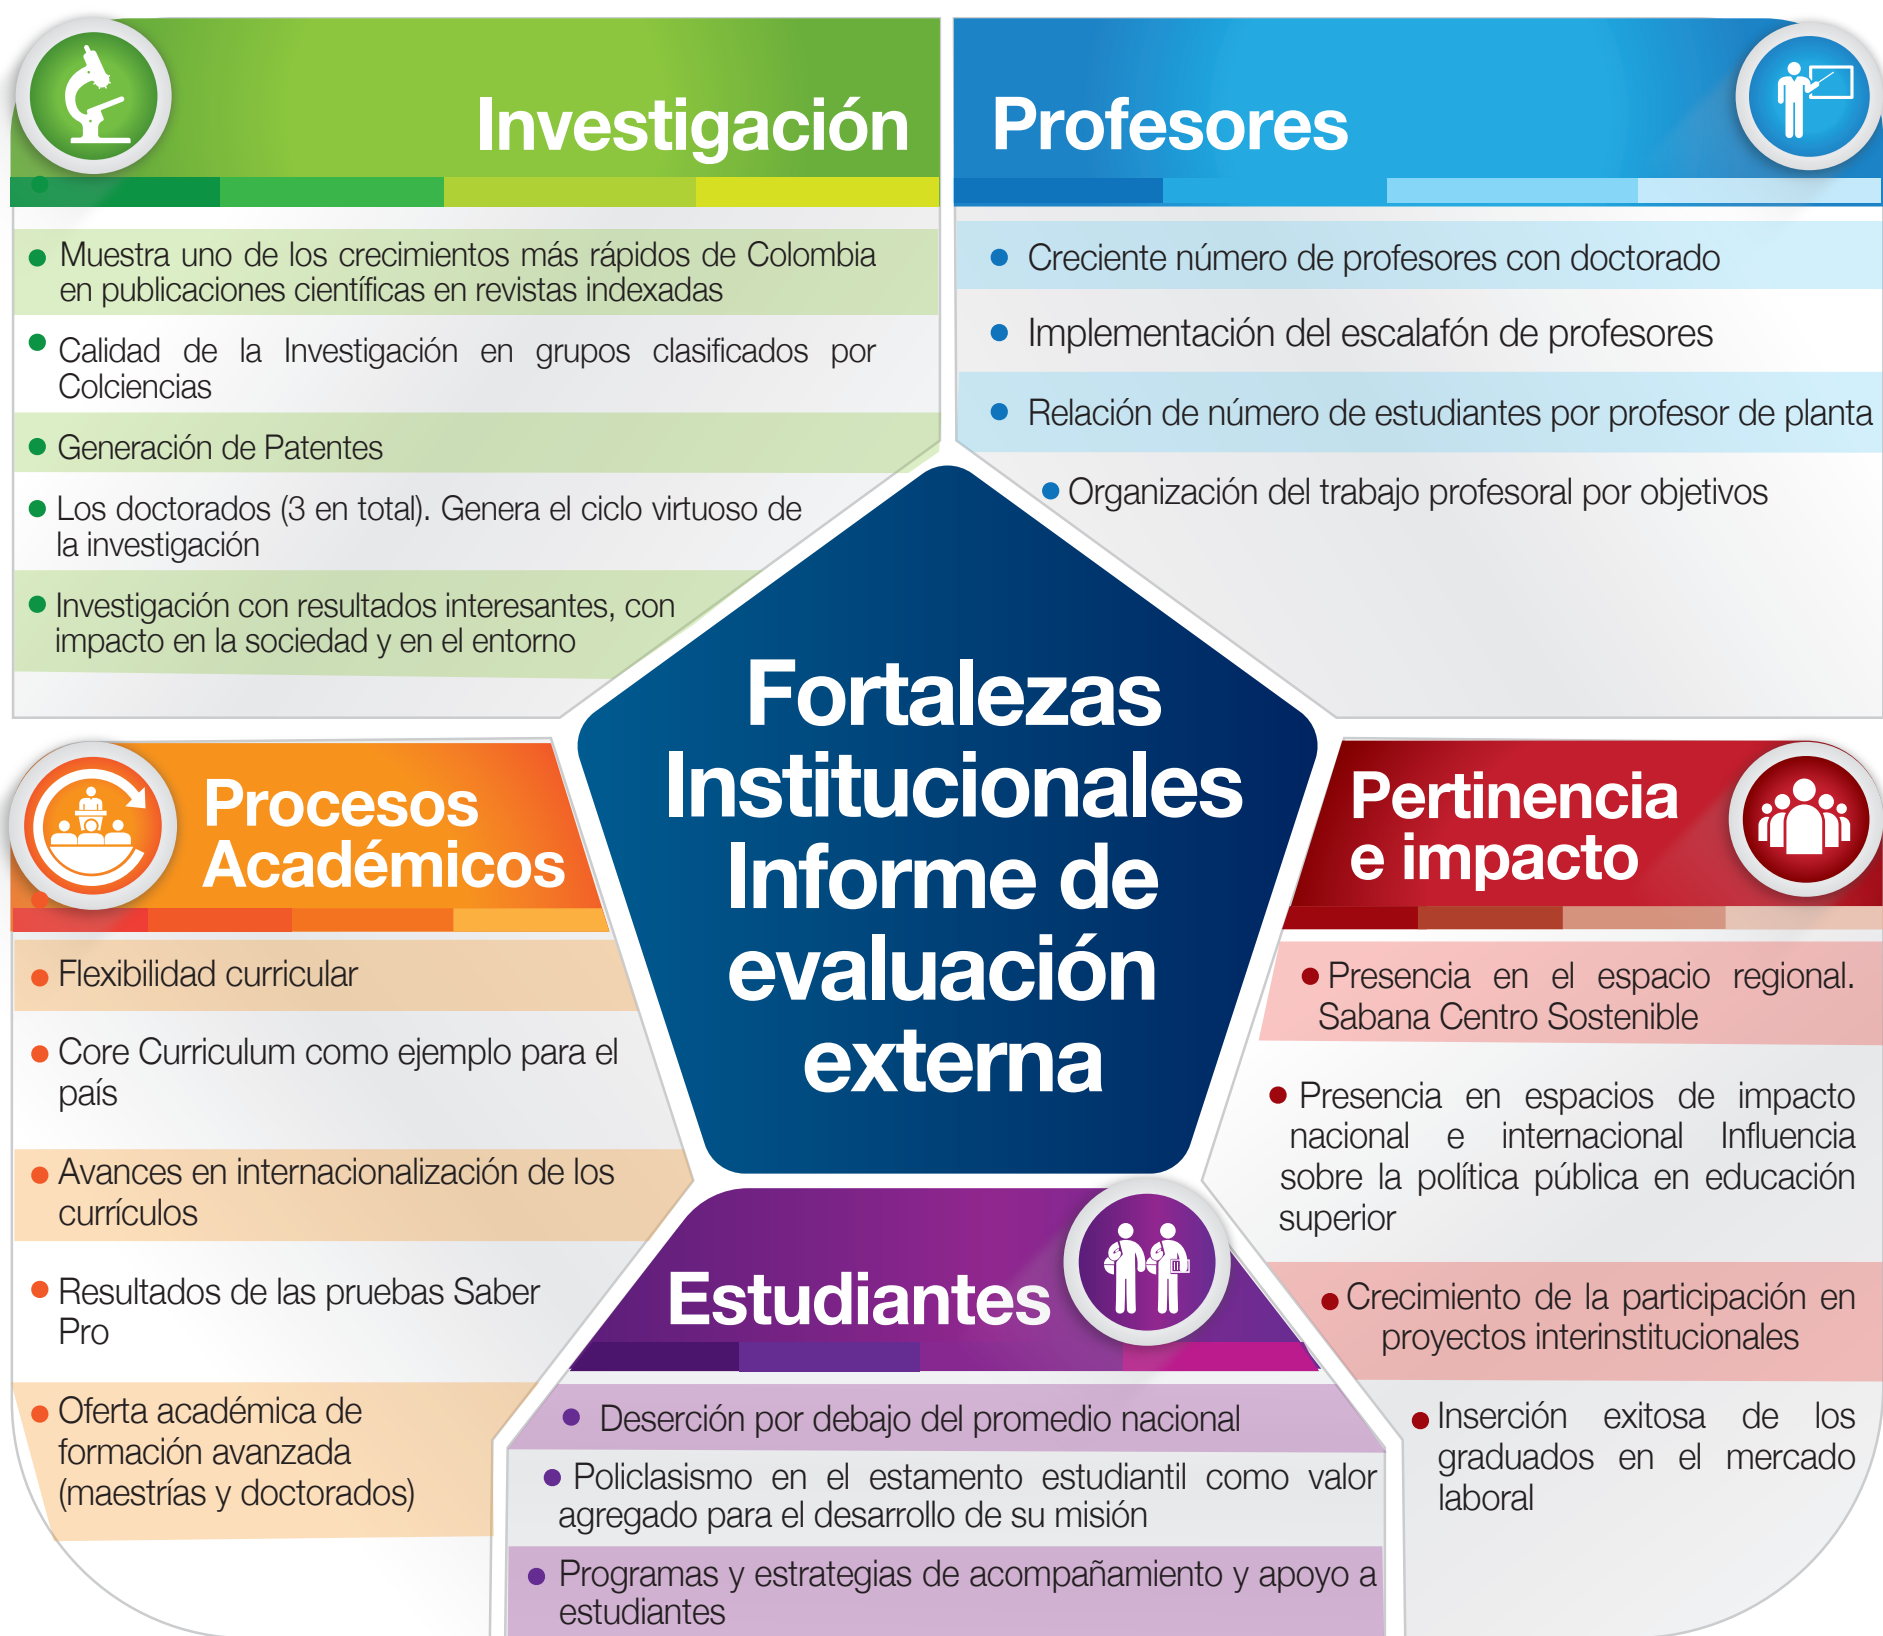 Investigación
Muestra uno de los crecimientos más rápidos de Colombia
en publicaciones científicas en revistas indexadas
Calidad de la Investigación en grupos clasificados por
Colciencias
Generación de Patentes
Los doctorados (3 en total). Genera el ciclo virtuoso de
la investigación
Investigación con resultados interesantes, con
impacto en la sociedad y en el entorno
Profesores
Creciente número de profesores con doctorado
Implementación del escalafón de profesores
Relación de número de estudiantes por profesor de planta
Organización del trabajo profesoral por objetivos
Fortalezas
Institucionales
Informe de
evaluación
externa
Procesos
Académicos
Flexibilidad curricular
Core Curriculum como ejemplo para el
país
Avances en internacionalización de los
currículos
Resultados de las pruebas Saber
Pro
Oferta académica de
formación avanzada
(maestrías y doctorados)
Estudiantes
Deserción por debajo del promedio nacional
Policlasismo en el estamento estudiantil como valor
agregado para el desarrollo de su misión
Programas y estrategias de acompañamiento y apoyo a
estudiantes
Pertinencia
e impacto
Presencia en el espacio regional.
Sabana Centro Sostenible
Presencia en espacios de impacto
nacional e internacional Influencia
sobre la política pública en educación
superior
Crecimiento de la participación en
proyectos interinstitucionales
Inserción exitosa de los
graduados en el mercado
laboral